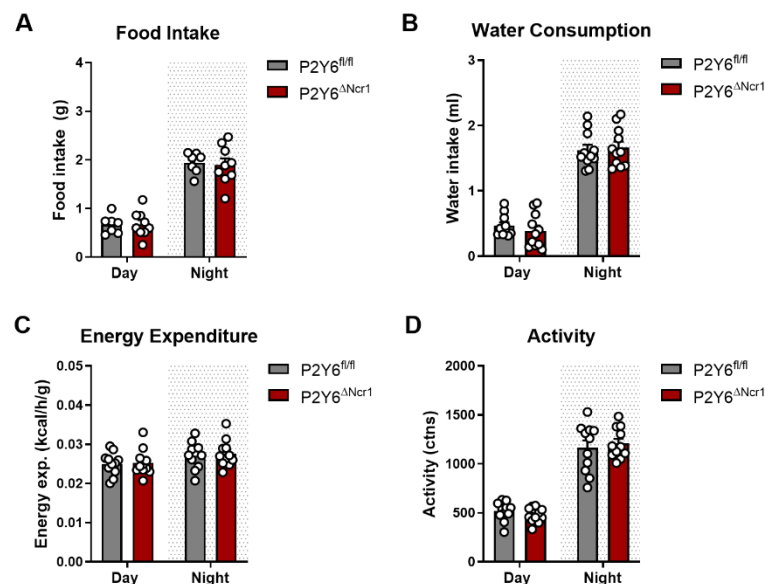 A
Food Intake
P2Y6fl/fl
P2Y6ΔNcr1
Food intake (g)
4
3
2
1
0
Day
Night
B
Water Consumption
P2Y6fl/fl
P2Y6ΔNcr1
Water intake (ml)
3
2
1
0
Day
Night
C
Energy Expenditure
P2Y6fl/fl
P2Y6ΔNcr1
Energy exp. (kcal/h/g)
0.05
0.04
0.03
0.02
0.01
0.00
Day
Night
D
Activity
P2Y6fl/fl
P2Y6ΔNcr1
Activity (ctns)
2000
1500
1000
500
0
Day
Night